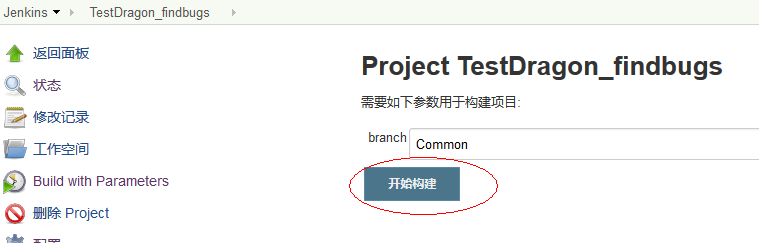 Jenkins TestDragon_findbugs
返回面板
状态
修改记录
工作空间
Build with Parameters
删除 Project
配置
Project TestDragon_findbugs
需要如下参数用于构建项目:
branch Common
开始构建